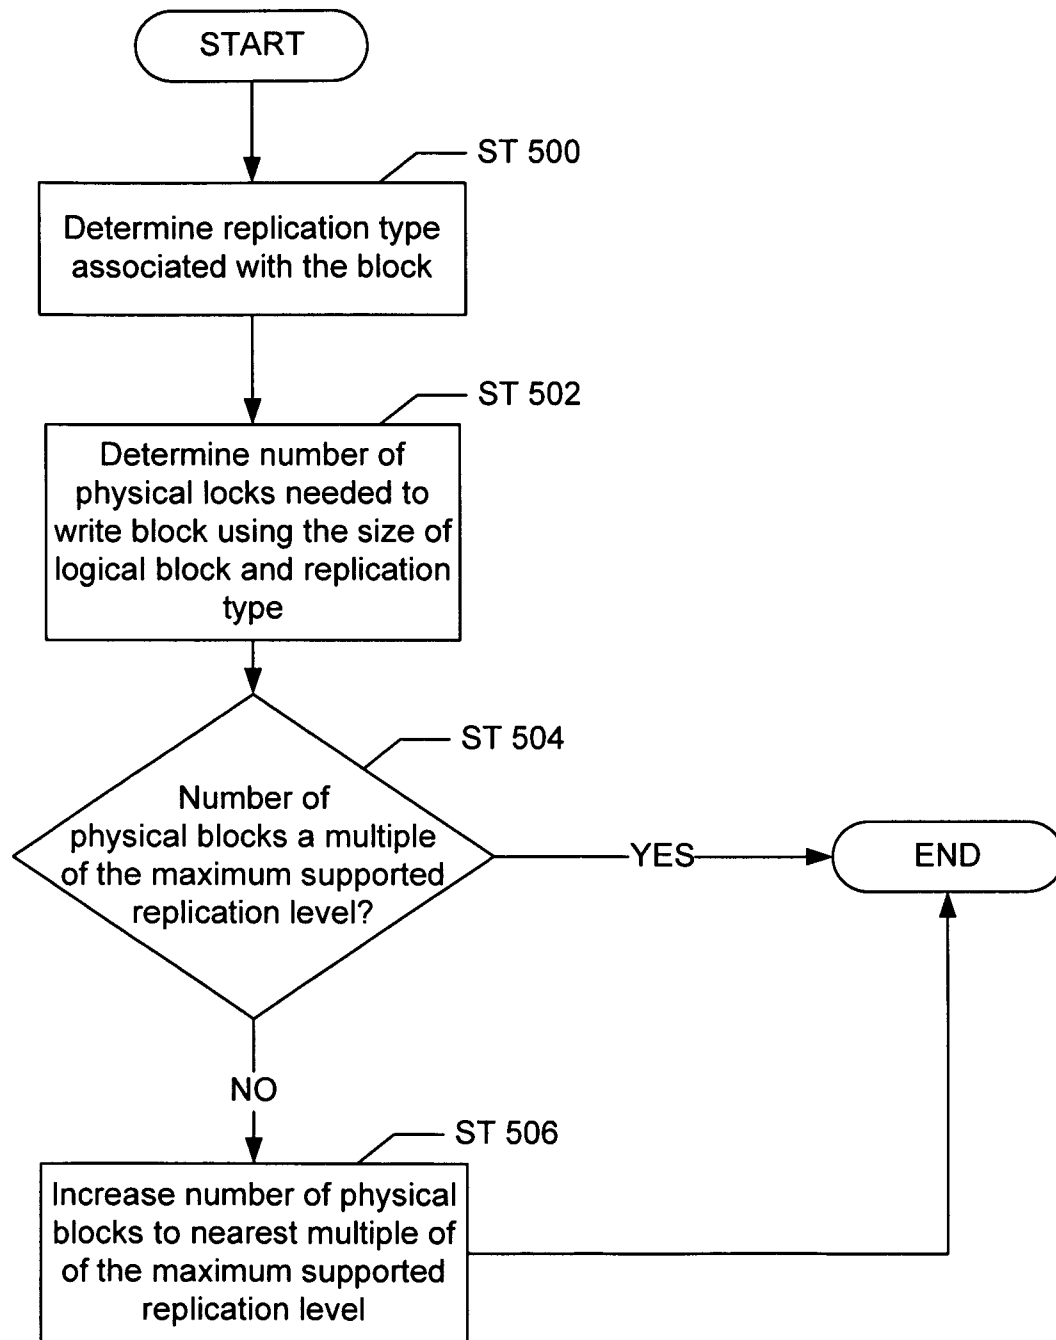 START
ST 500
Determine replication type
associated with the block
ST 502
Determine number of
physical locks needed to
write block using the size of
logical block and replication
type
ST 504
Number of
physical blocks a multiple
of the maximum supported
replication level?
YES
END
NO
ST 506
Increase number of physical
blocks to nearest multiple of
of the maximum supported
replication level